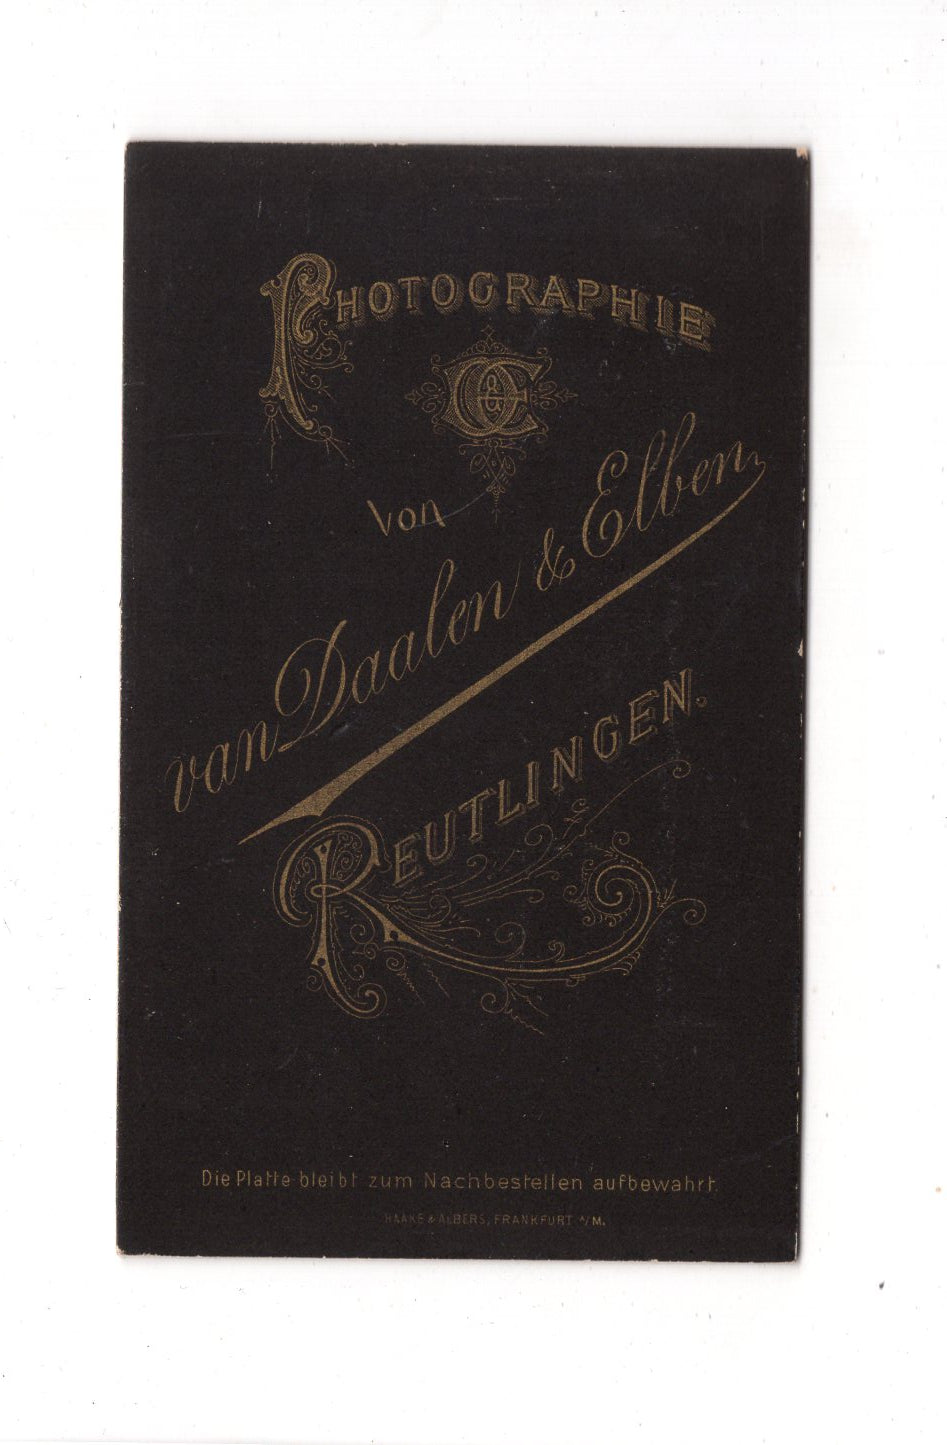 PHOTOGRAPHIE
D&E
Von
van Daalen & Elben,
REUTLINGEN.
Die Platte bleibt zum Nachbestellen aufbewahrt.
HAAKE & ALBERS, FRANKFURT A/M.